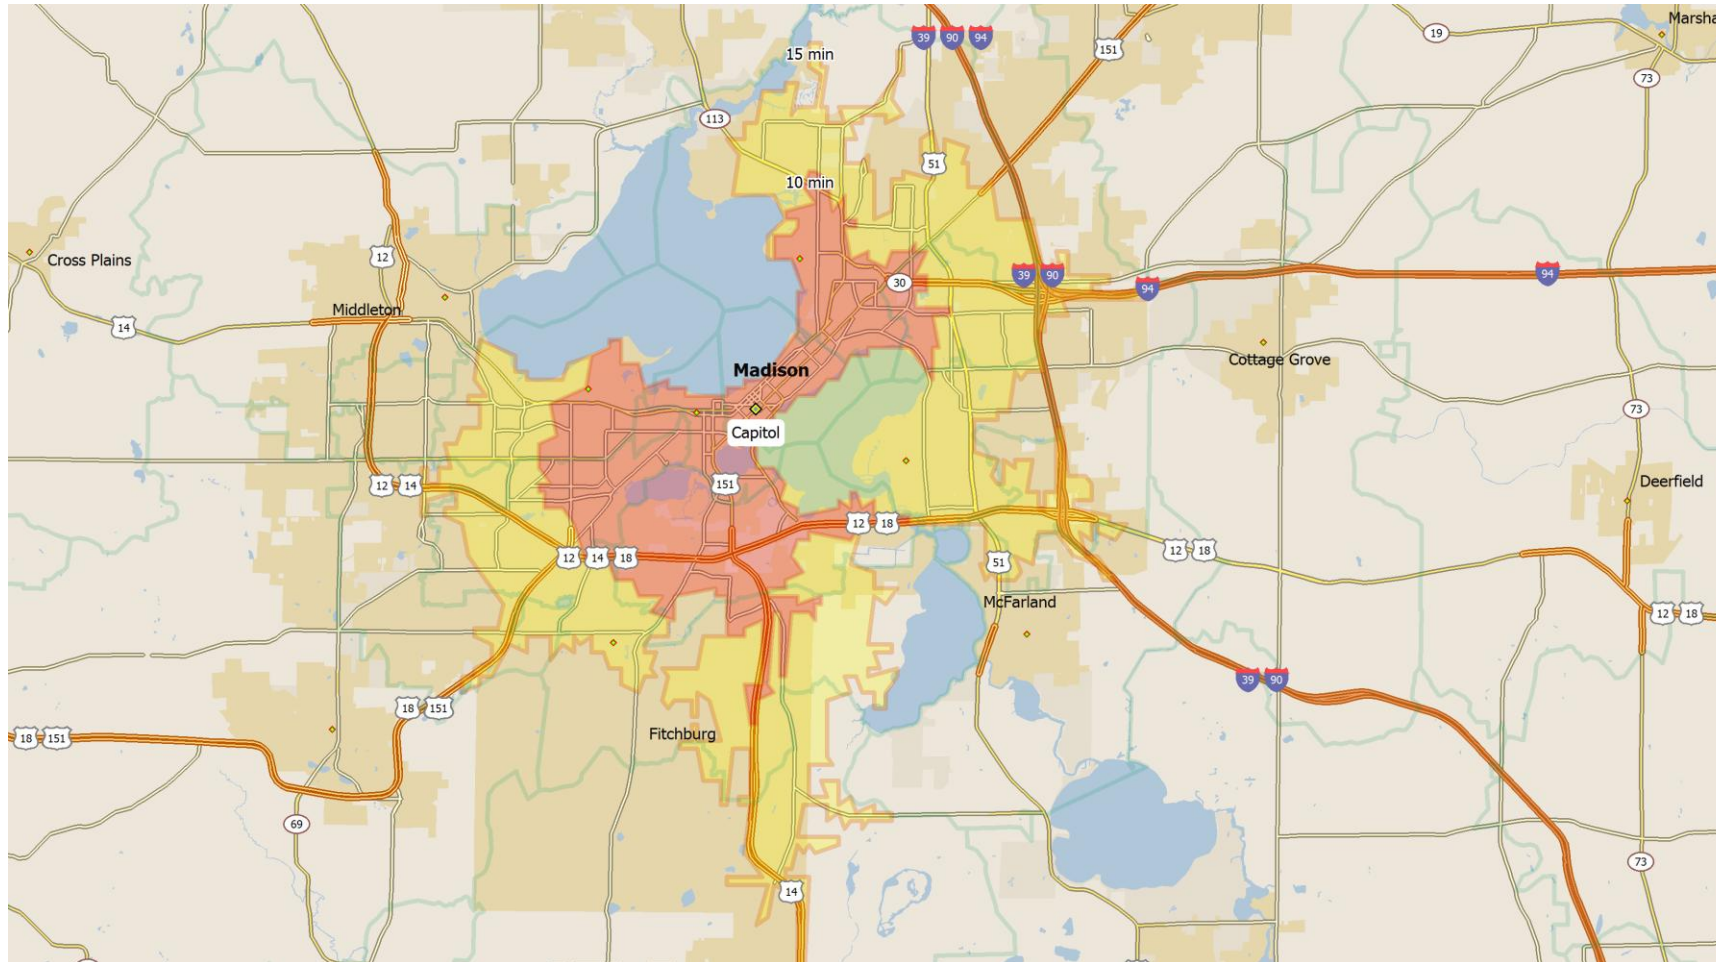 39 90 94
151
19
Marsha
15 min
73
113
51
10 min
Cross Plains
12
30
39 90
94
94
Middleton
14
Cottage Grove
Madison
73
Capitol
12 14
151
Deerfield
12 18
12 14 18
51
12 18
McFarland
12 18
18 151
39 90
Fitchburg
18 151
69
73
14